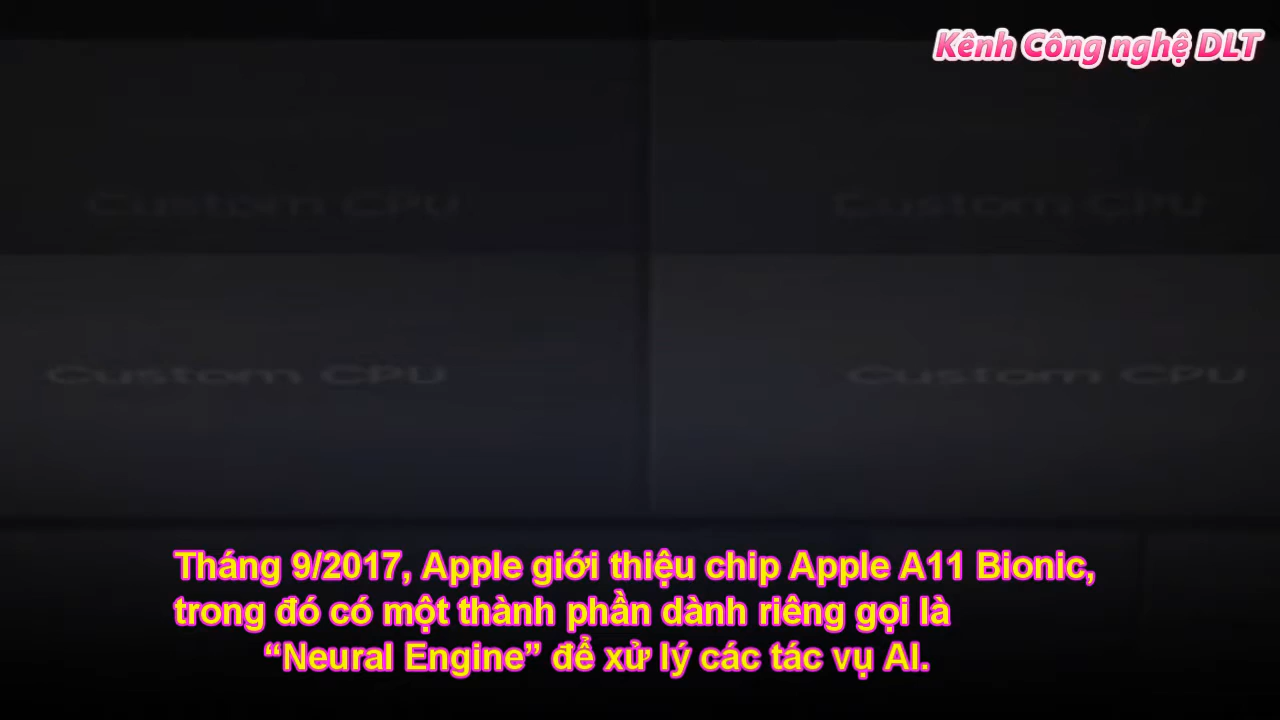 Kênh Công nghệ DLT
Custom CPU Custom CPU
Custom CPU Custom CPU
Tháng 9/2017, Apple giới thiệu chip Apple A11 Bionic,
trong đó có một thành phần dành riêng gọi là
“Neural Engine” để xử lý các tác vụ AI.